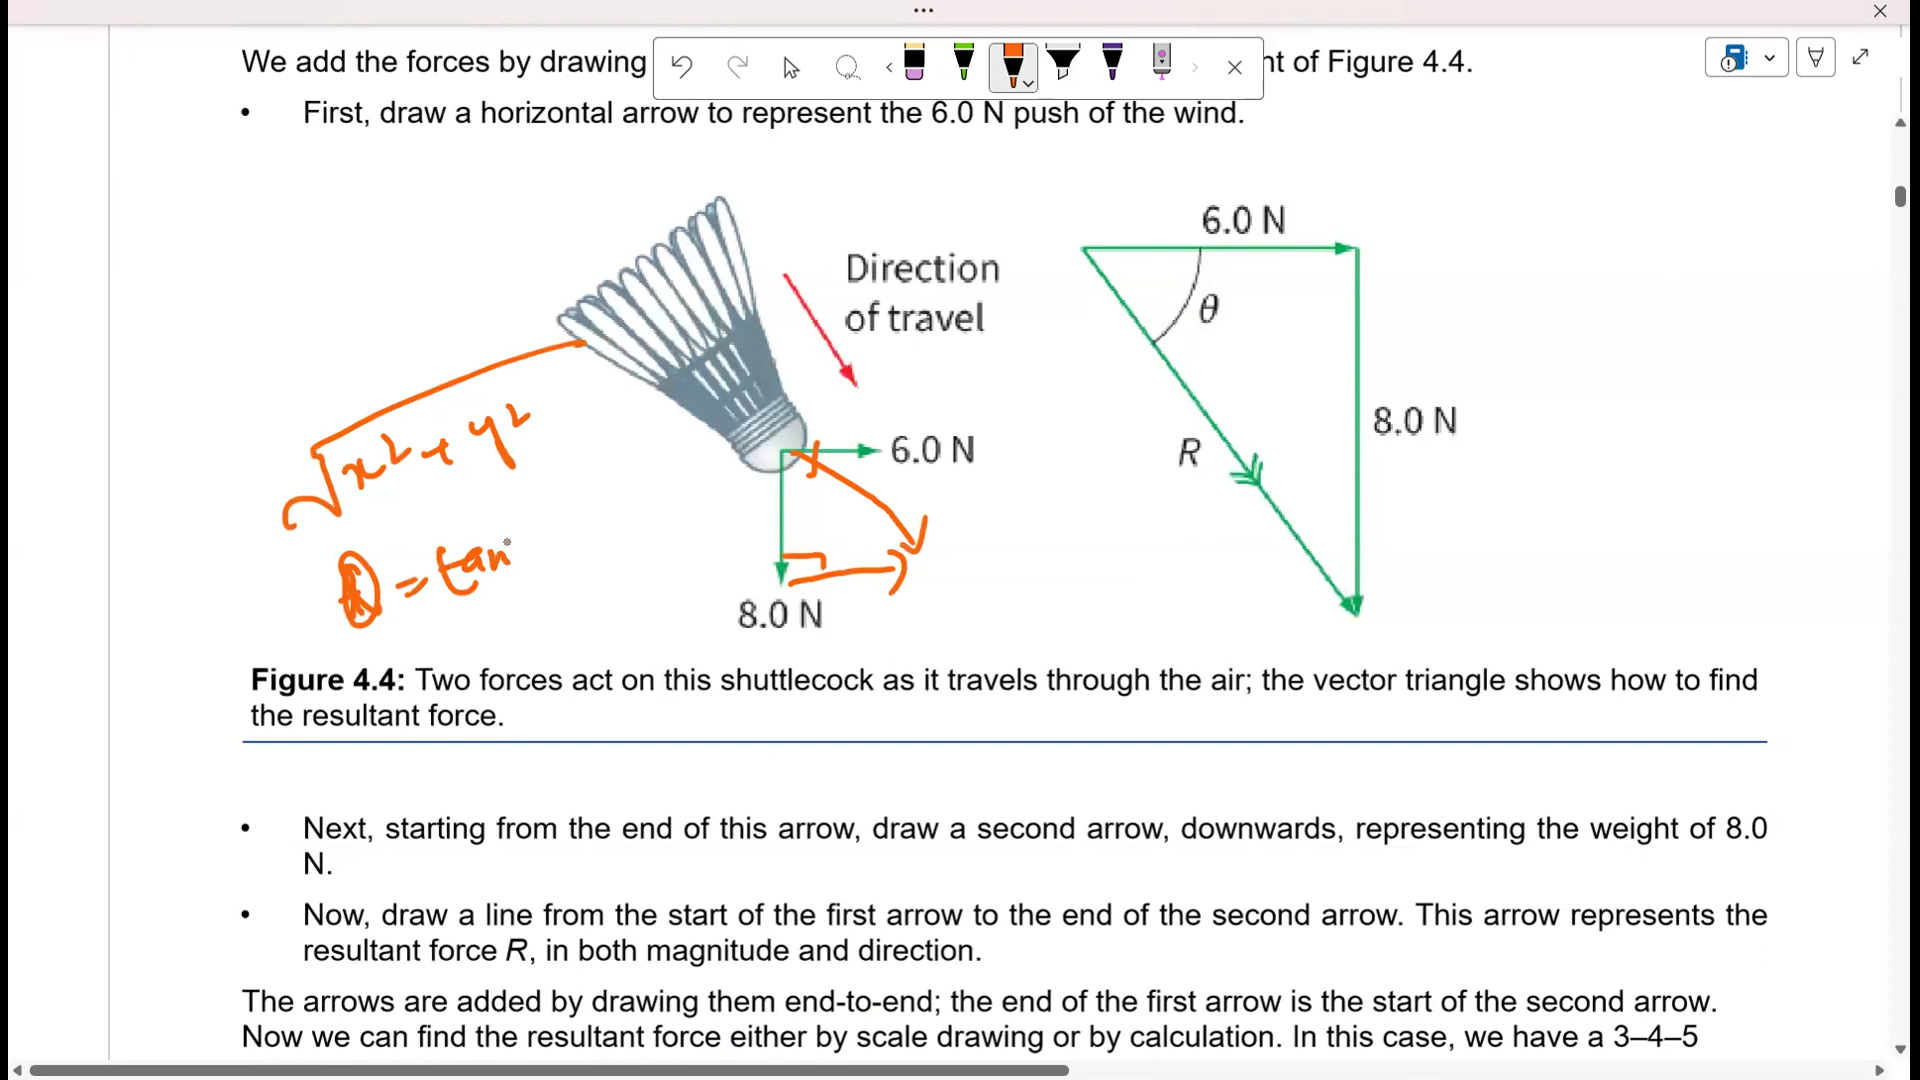 We add the forces by drawing
nt of Figure 4.4.
• First, draw a horizontal arrow to represent the 6.0 N push of the wind.
6.0 N
Direction
of travel
θ
8.0 N
R
6.0 N
√x² + y²
= tan
8.0 N
Figure 4.4: Two forces act on this shuttlecock as it travels through the air; the vector triangle shows how to find
the resultant force.
• Next, starting from the end of this arrow, draw a second arrow, downwards, representing the weight of 8.0
N.
• Now, draw a line from the start of the first arrow to the end of the second arrow. This arrow represents the
resultant force R, in both magnitude and direction.
The arrows are added by drawing them end-to-end; the end of the first arrow is the start of the second arrow.
Now we can find the resultant force either by scale drawing or by calculation. In this case, we have a 3–4–5